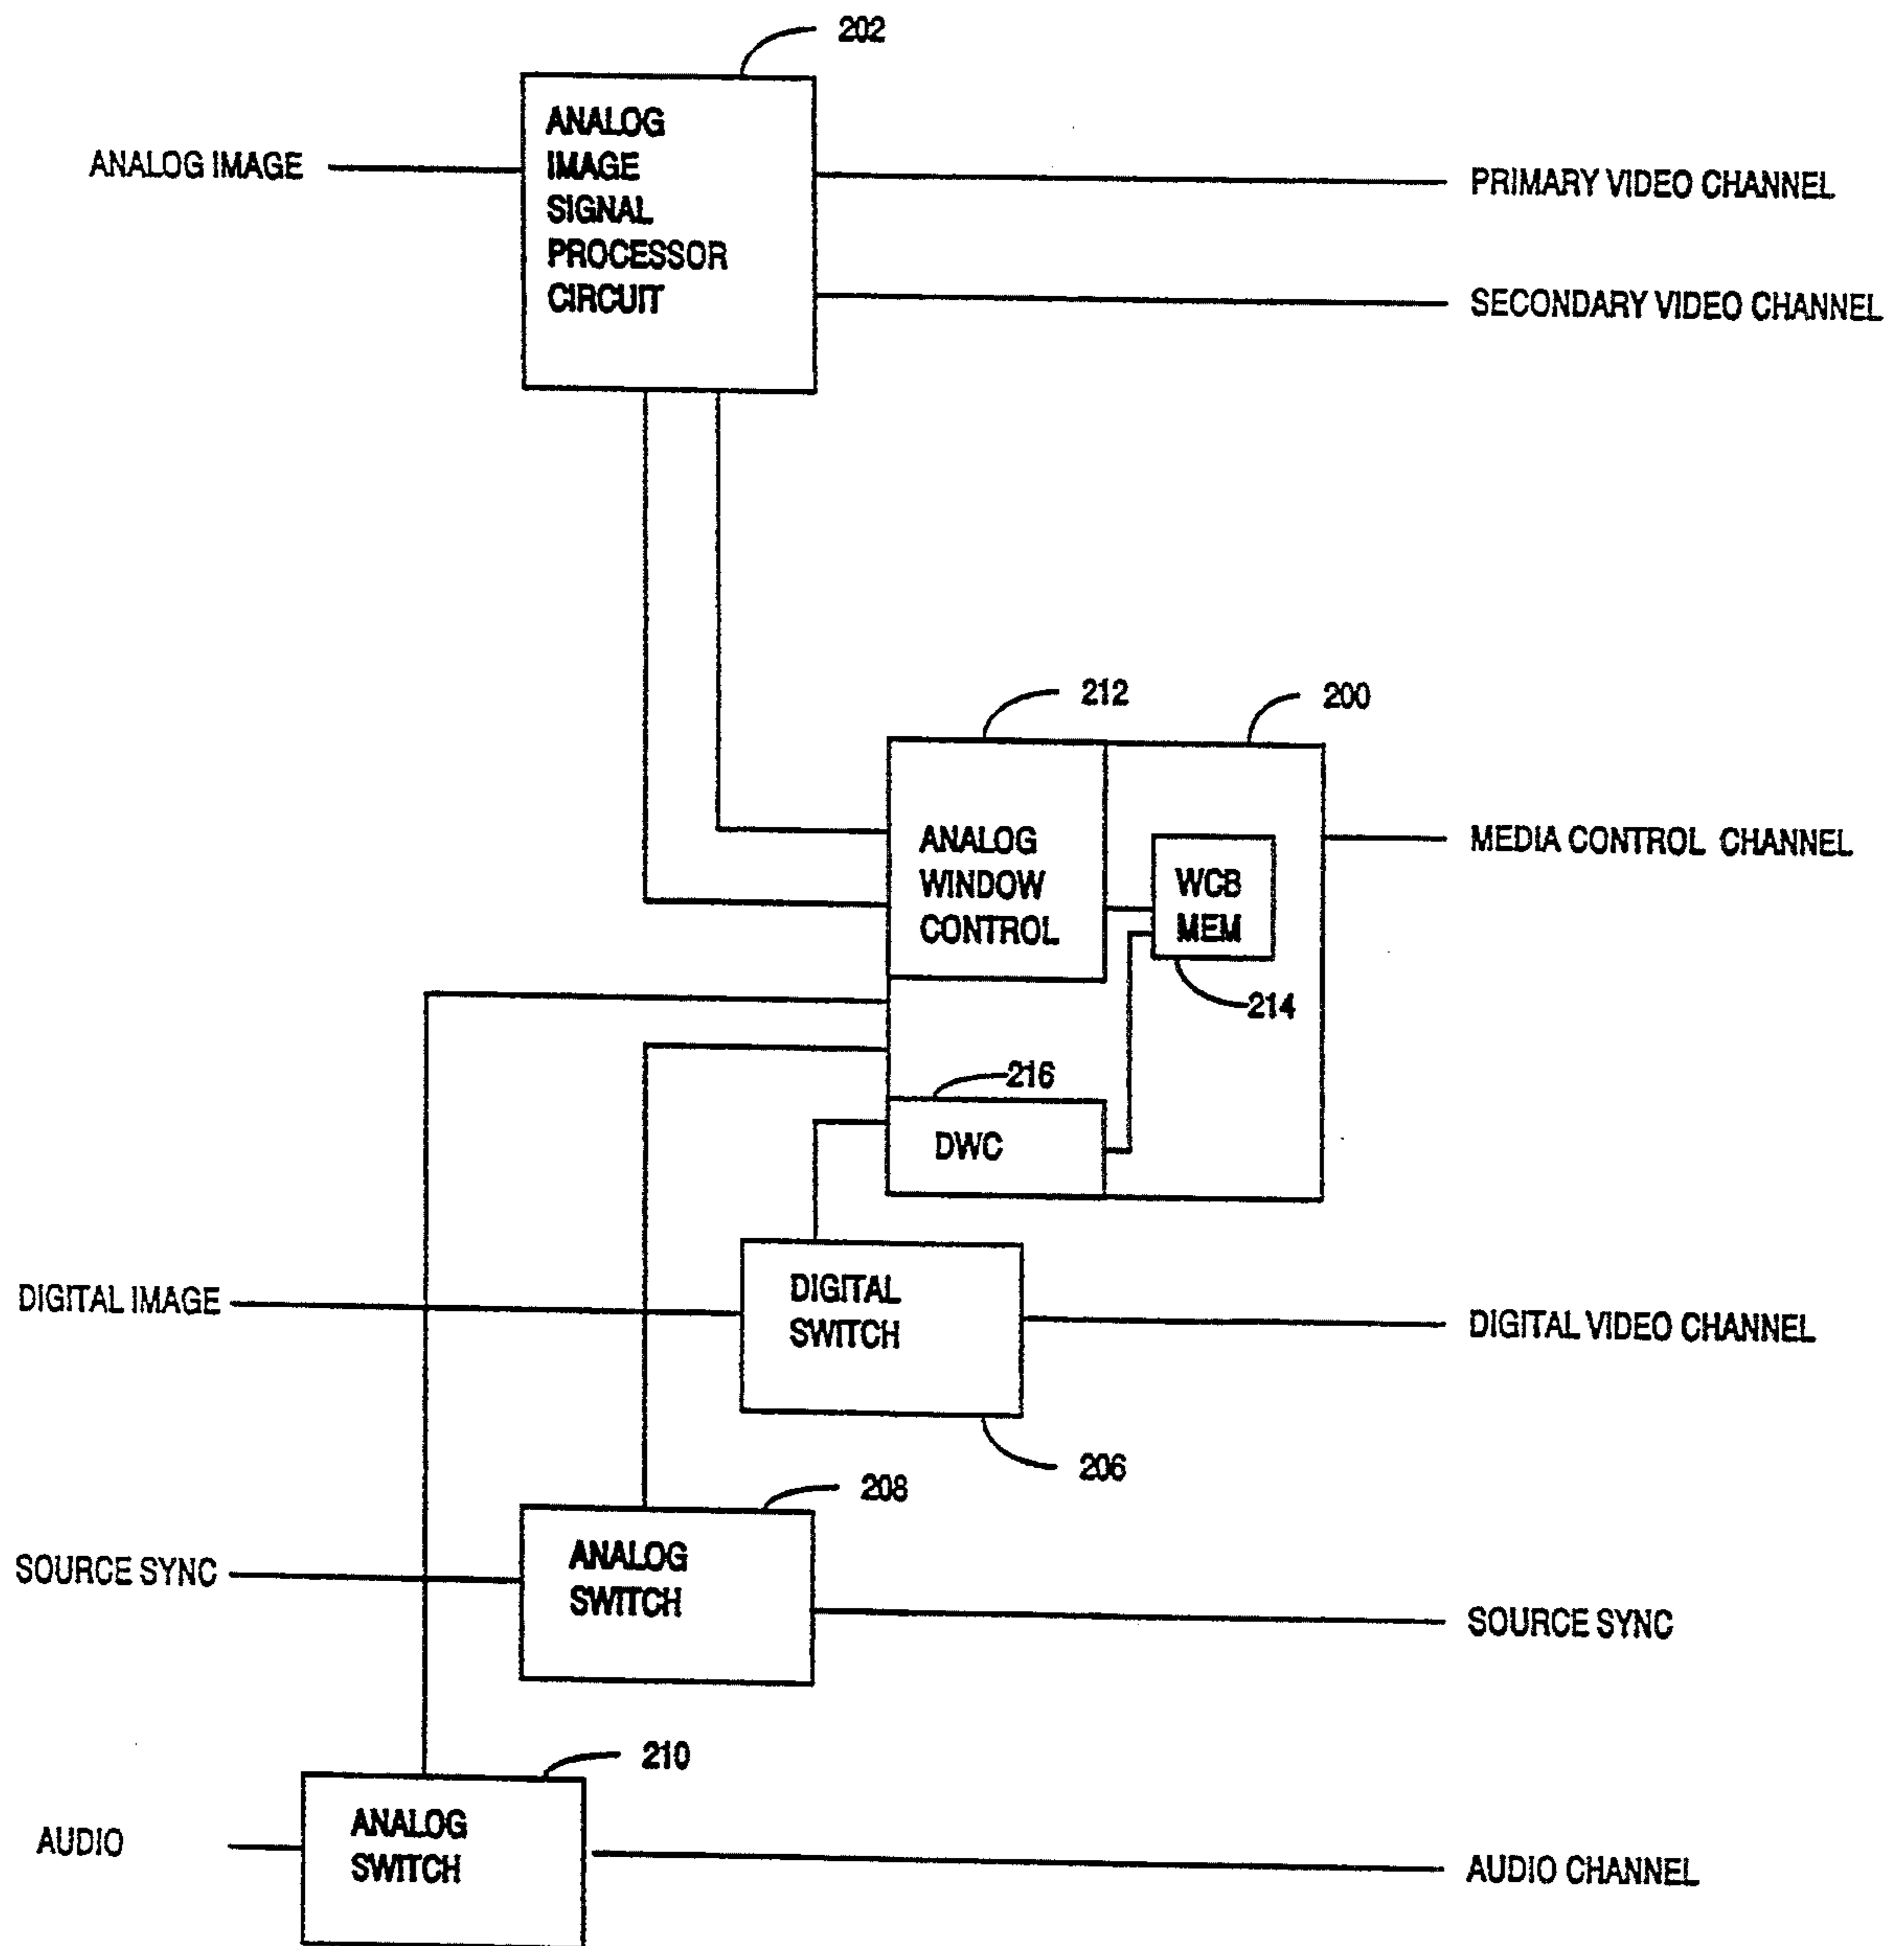 202
ANALOG
IMAGE
SIGNAL
PROCESSOR
CIRCUIT
ANALOG IMAGE
PRIMARY VIDEO CHANNEL
SECONDARY VIDEO CHANNEL
212
200
ANALOG
WINDOW
CONTROL
WCB
MEM
MEDIA CONTROL CHANNEL
214
216
DWC
DIGITAL IMAGE
DIGITAL
SWITCH
DIGITAL VIDEO CHANNEL
206
208
SOURCE SYNC
ANALOG
SWITCH
SOURCE SYNC
210
AUDIO
ANALOG
SWITCH
AUDIO CHANNEL